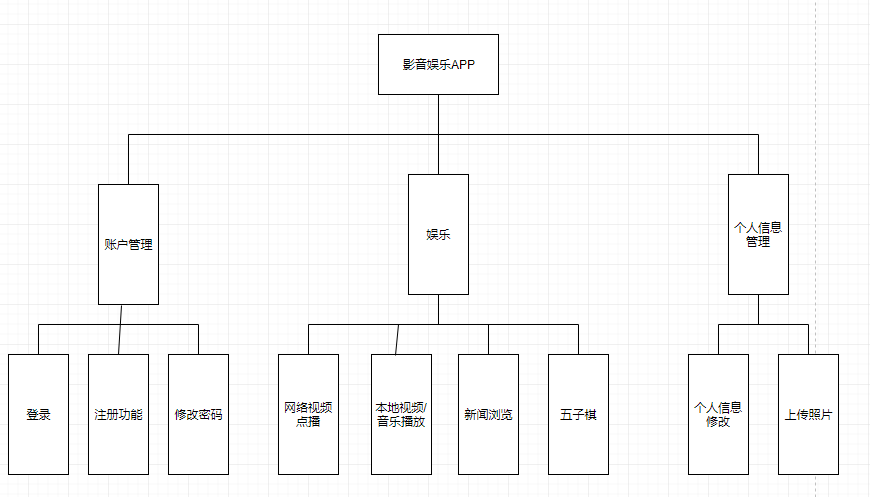 影音娱乐APP
账户管理
娱乐
个人信息
管理
登录
注册功能
修改密码
网络视频
点播
本地视频/
音乐播放
新闻浏览
五子棋
个人信息
修改
上传照片